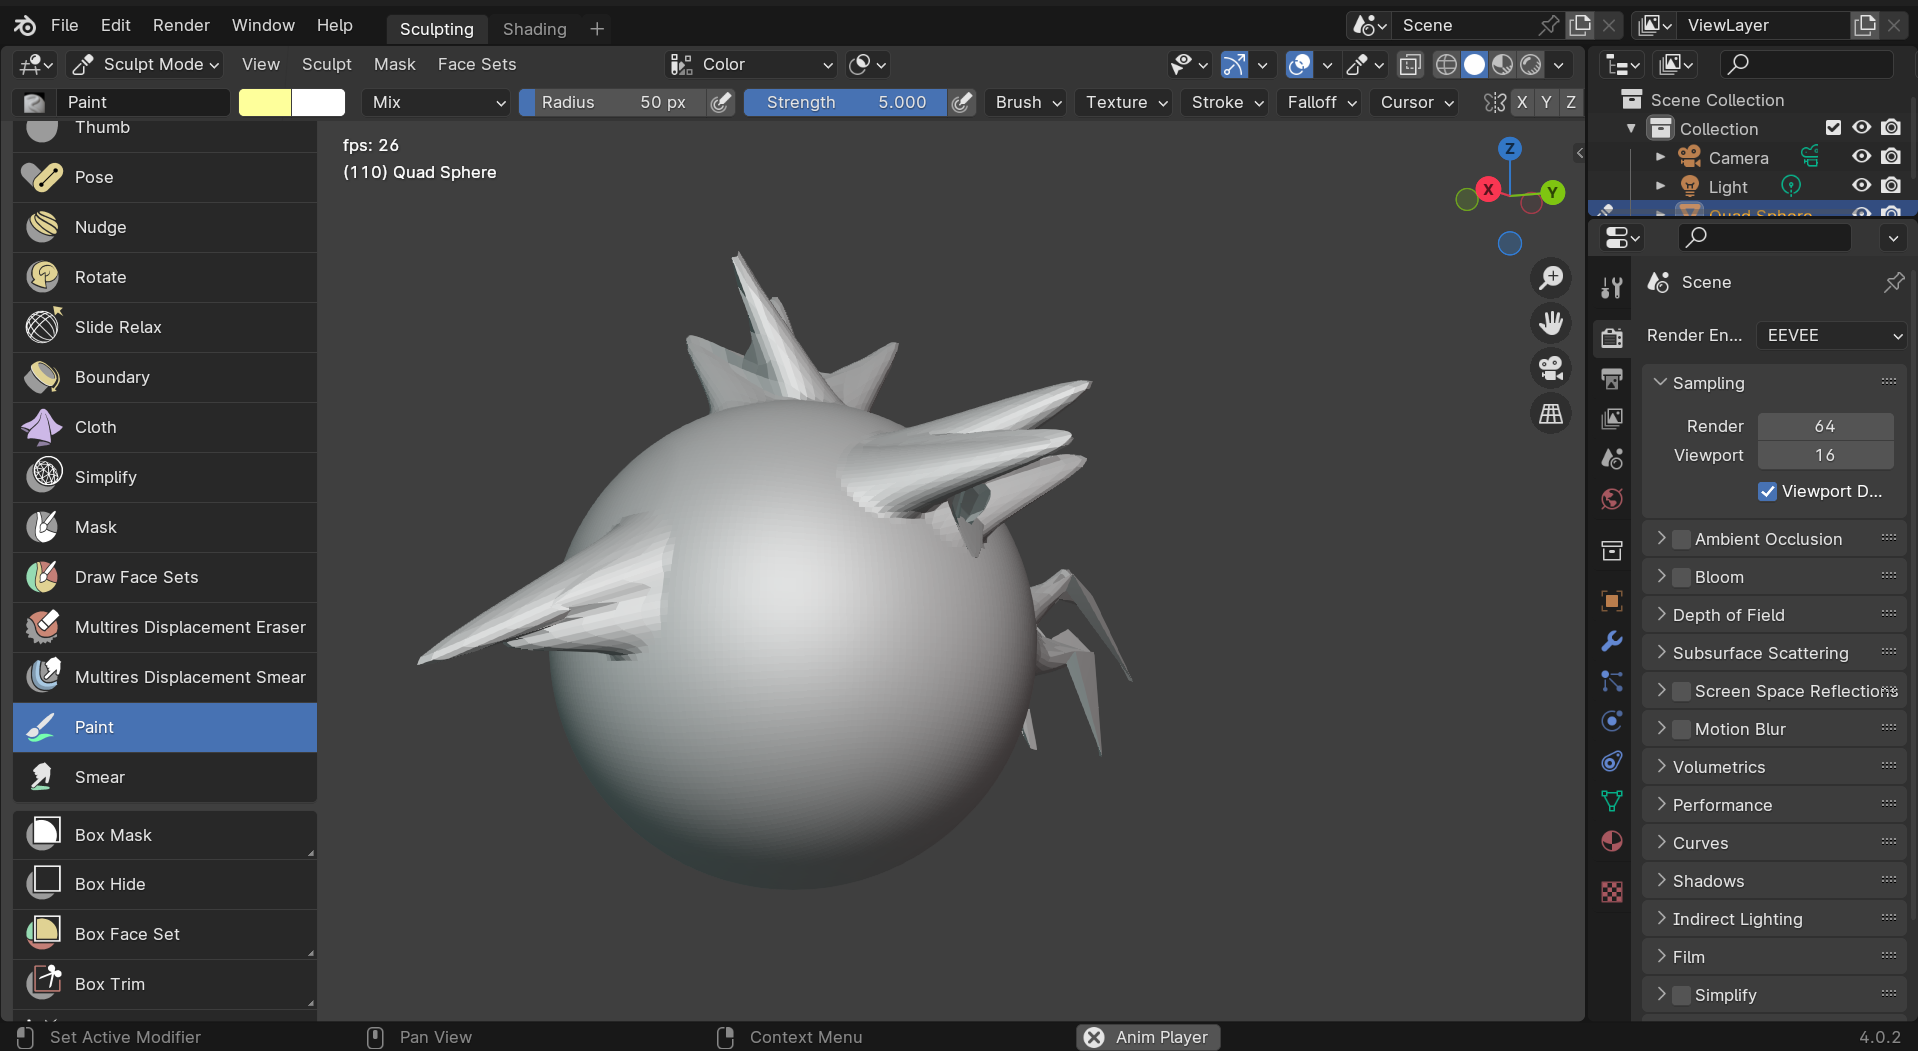 File Edit Render Window Help Sculpting Shading + Scene ViewLayer
Sculpt Mode View Sculpt Mask Face Sets Color
Paint Mix Radius 50 px Strength 5.000 Brush Texture Stroke Falloff Cursor X Y Z
Thumb
Pose
Nudge
Rotate
Slide Relax
Boundary
Cloth
Simplify
Mask
Draw Face Sets
Multires Displacement Eraser
Multires Displacement Smear
Paint
Smear
Box Mask
Box Hide
Box Face Set
Box Trim
fps: 26
(110) Quad Sphere
Z
X
Y
Scene Collection
Collection
Camera
Light
Quad Sphere
Scene
Render En... EEVEE
Sampling
Render 64
Viewport 16
Viewport D...
Ambient Occlusion
Bloom
Depth of Field
Subsurface Scattering
Screen Space Reflections
Motion Blur
Volumetrics
Performance
Curves
Shadows
Indirect Lighting
Film
Simplify
Set Active Modifier Pan View Context Menu Anim Player 4.0.2